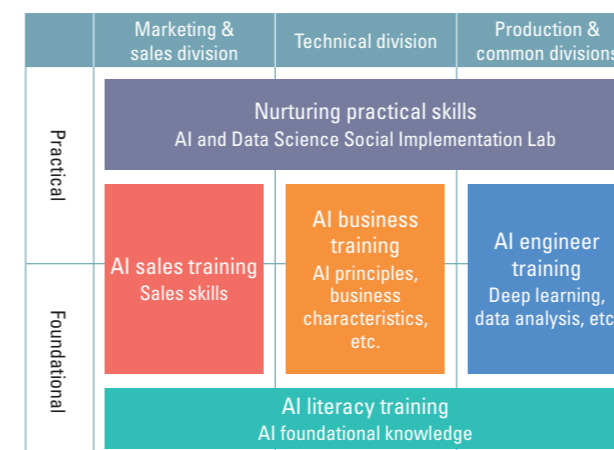 Marketing &
sales division
Technical division
Production &
common divisions
Practical
Nurturing practical skills
AI and Data Science Social Implementation Lab
AI sales training
Sales skills
AI business
training
AI principles,
business
characteristics,
etc.
AI engineer
training
Deep learning,
data analysis, etc
Foundational
AI literacy training
AI foundational knowledge